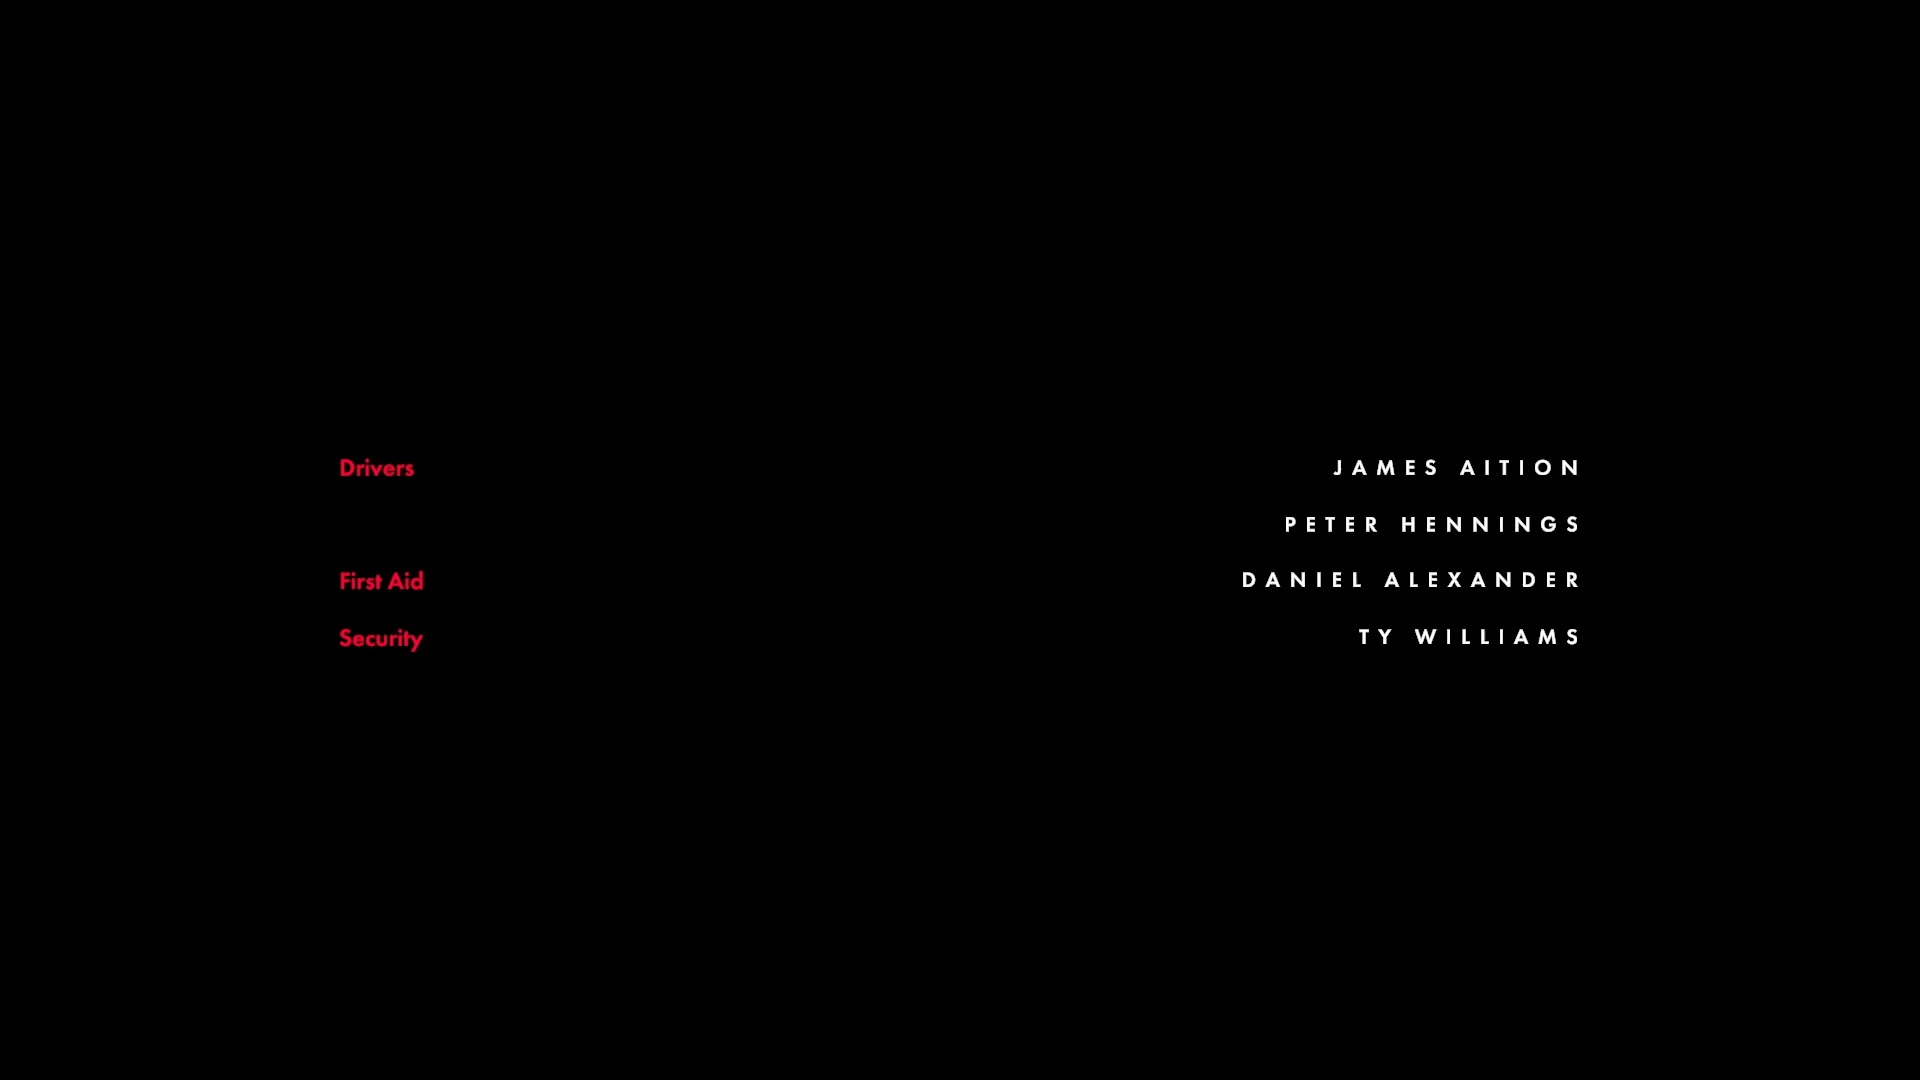 Drivers JAMES AITION
PETER HENNINGS
First Aid DANIEL ALEXANDER
Security TY WILLIAMS